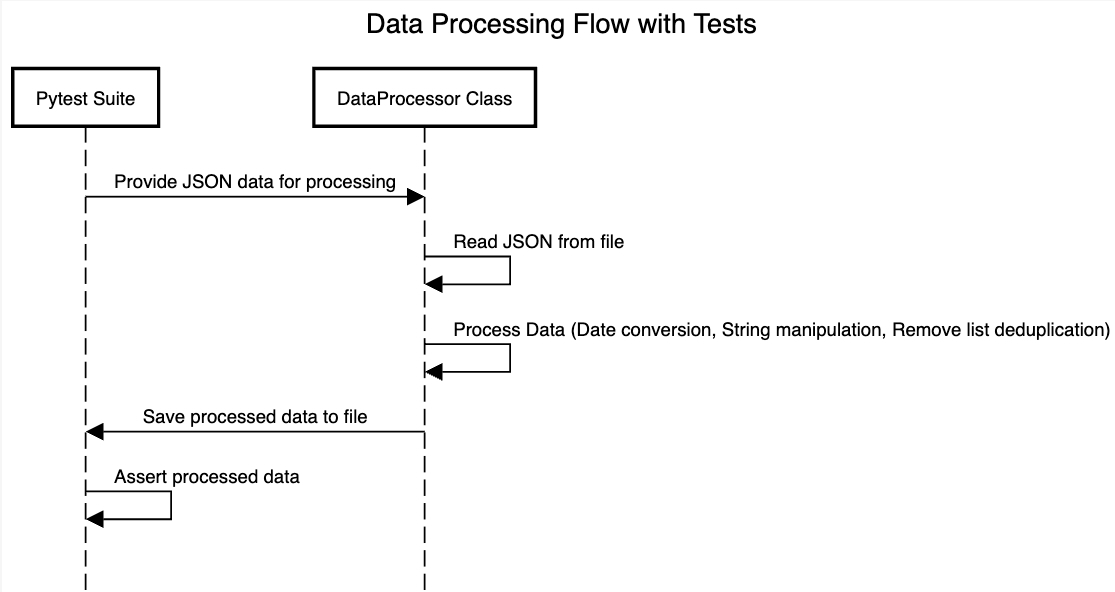 Data Processing Flow with Tests
Pytest Suite
DataProcessor Class
Provide JSON data for processing
Read JSON from file
Process Data (Date conversion, String manipulation, Remove list deduplication)
Save processed data to file
Assert processed data